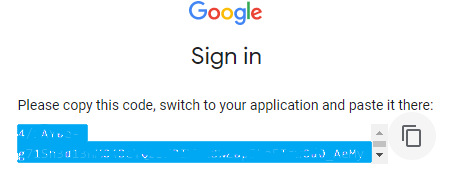 Google
Sign in
Please copy this code, switch to your application and paste it there: